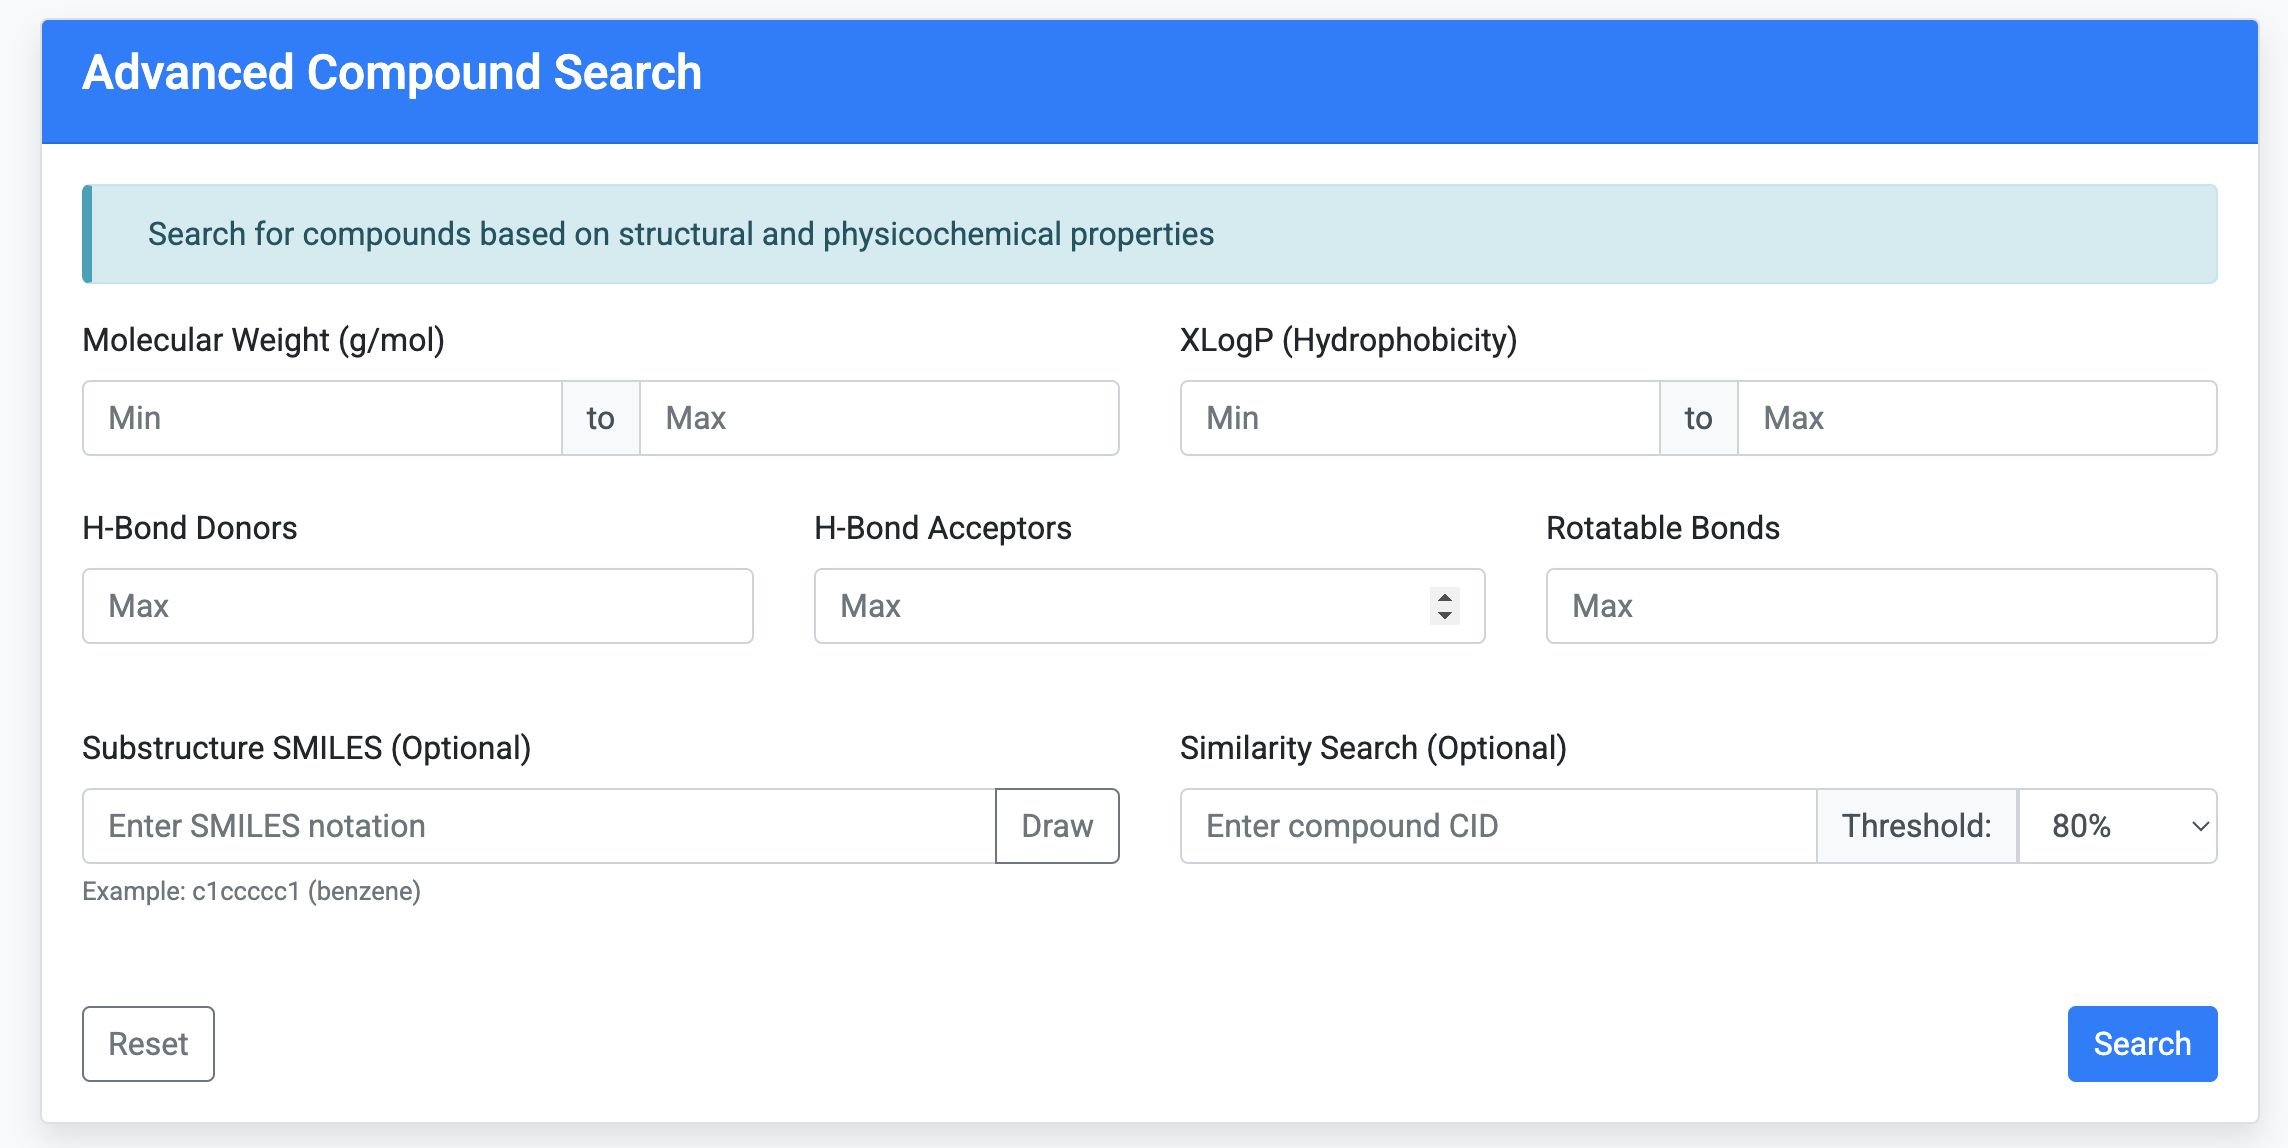 Advanced Compound Search
Search for compounds based on structural and physicochemical properties
Molecular Weight (g/mol)
Min to Max
XLogP (Hydrophobicity)
Min to Max
H-Bond Donors
Max
H-Bond Acceptors
Max
Rotatable Bonds
Max
Substructure SMILES (Optional)
Enter SMILES notation Draw
Example: c1ccccc1 (benzene)
Similarity Search (Optional)
Enter compound CID Threshold: 80%
Reset
Search